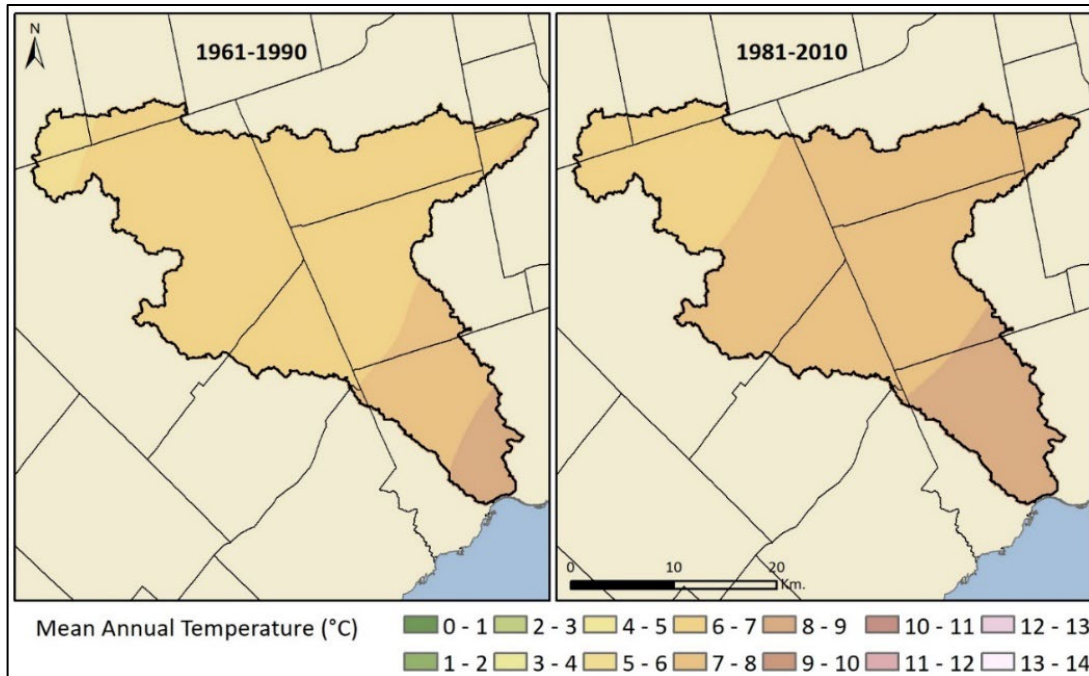 N
1961-1990
1981-2010
0 10 20
Km.
Mean Annual Temperature (°C)
0 - 1 2 - 3 4 - 5 6 - 7 8 - 9 10 - 11 12 - 13
1 - 2 3 - 4 5 - 6 7 - 8 9 - 10 11 - 12 13 - 14